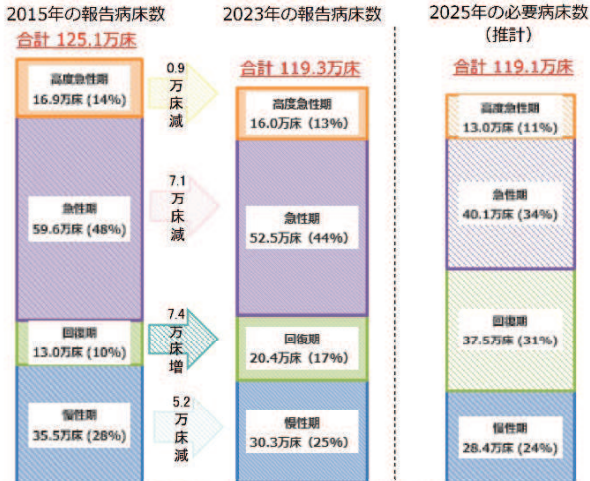 2015年の報告病床数
合計 125.1万床
高度急性期
16.9万床 (14%)
急性期
59.6万床 (48%)
回復期
13.0万床 (10%)
慢性期
35.5万床 (28%)
0.9
万
床
減
7.1
万
床
減
7.4
万
床
増
5.2
万
床
減
2023年の報告病床数
合計 119.3万床
高度急性期
16.0万床 (13%)
急性期
52.5万床 (44%)
回復期
20.4万床 (17%)
慢性期
30.3万床 (25%)
2025年の必要病床数
(推計)
合計 119.1万床
高度急性期
13.0万床 (11%)
急性期
40.1万床 (34%)
回復期
37.5万床 (31%)
慢性期
28.4万床 (24%)